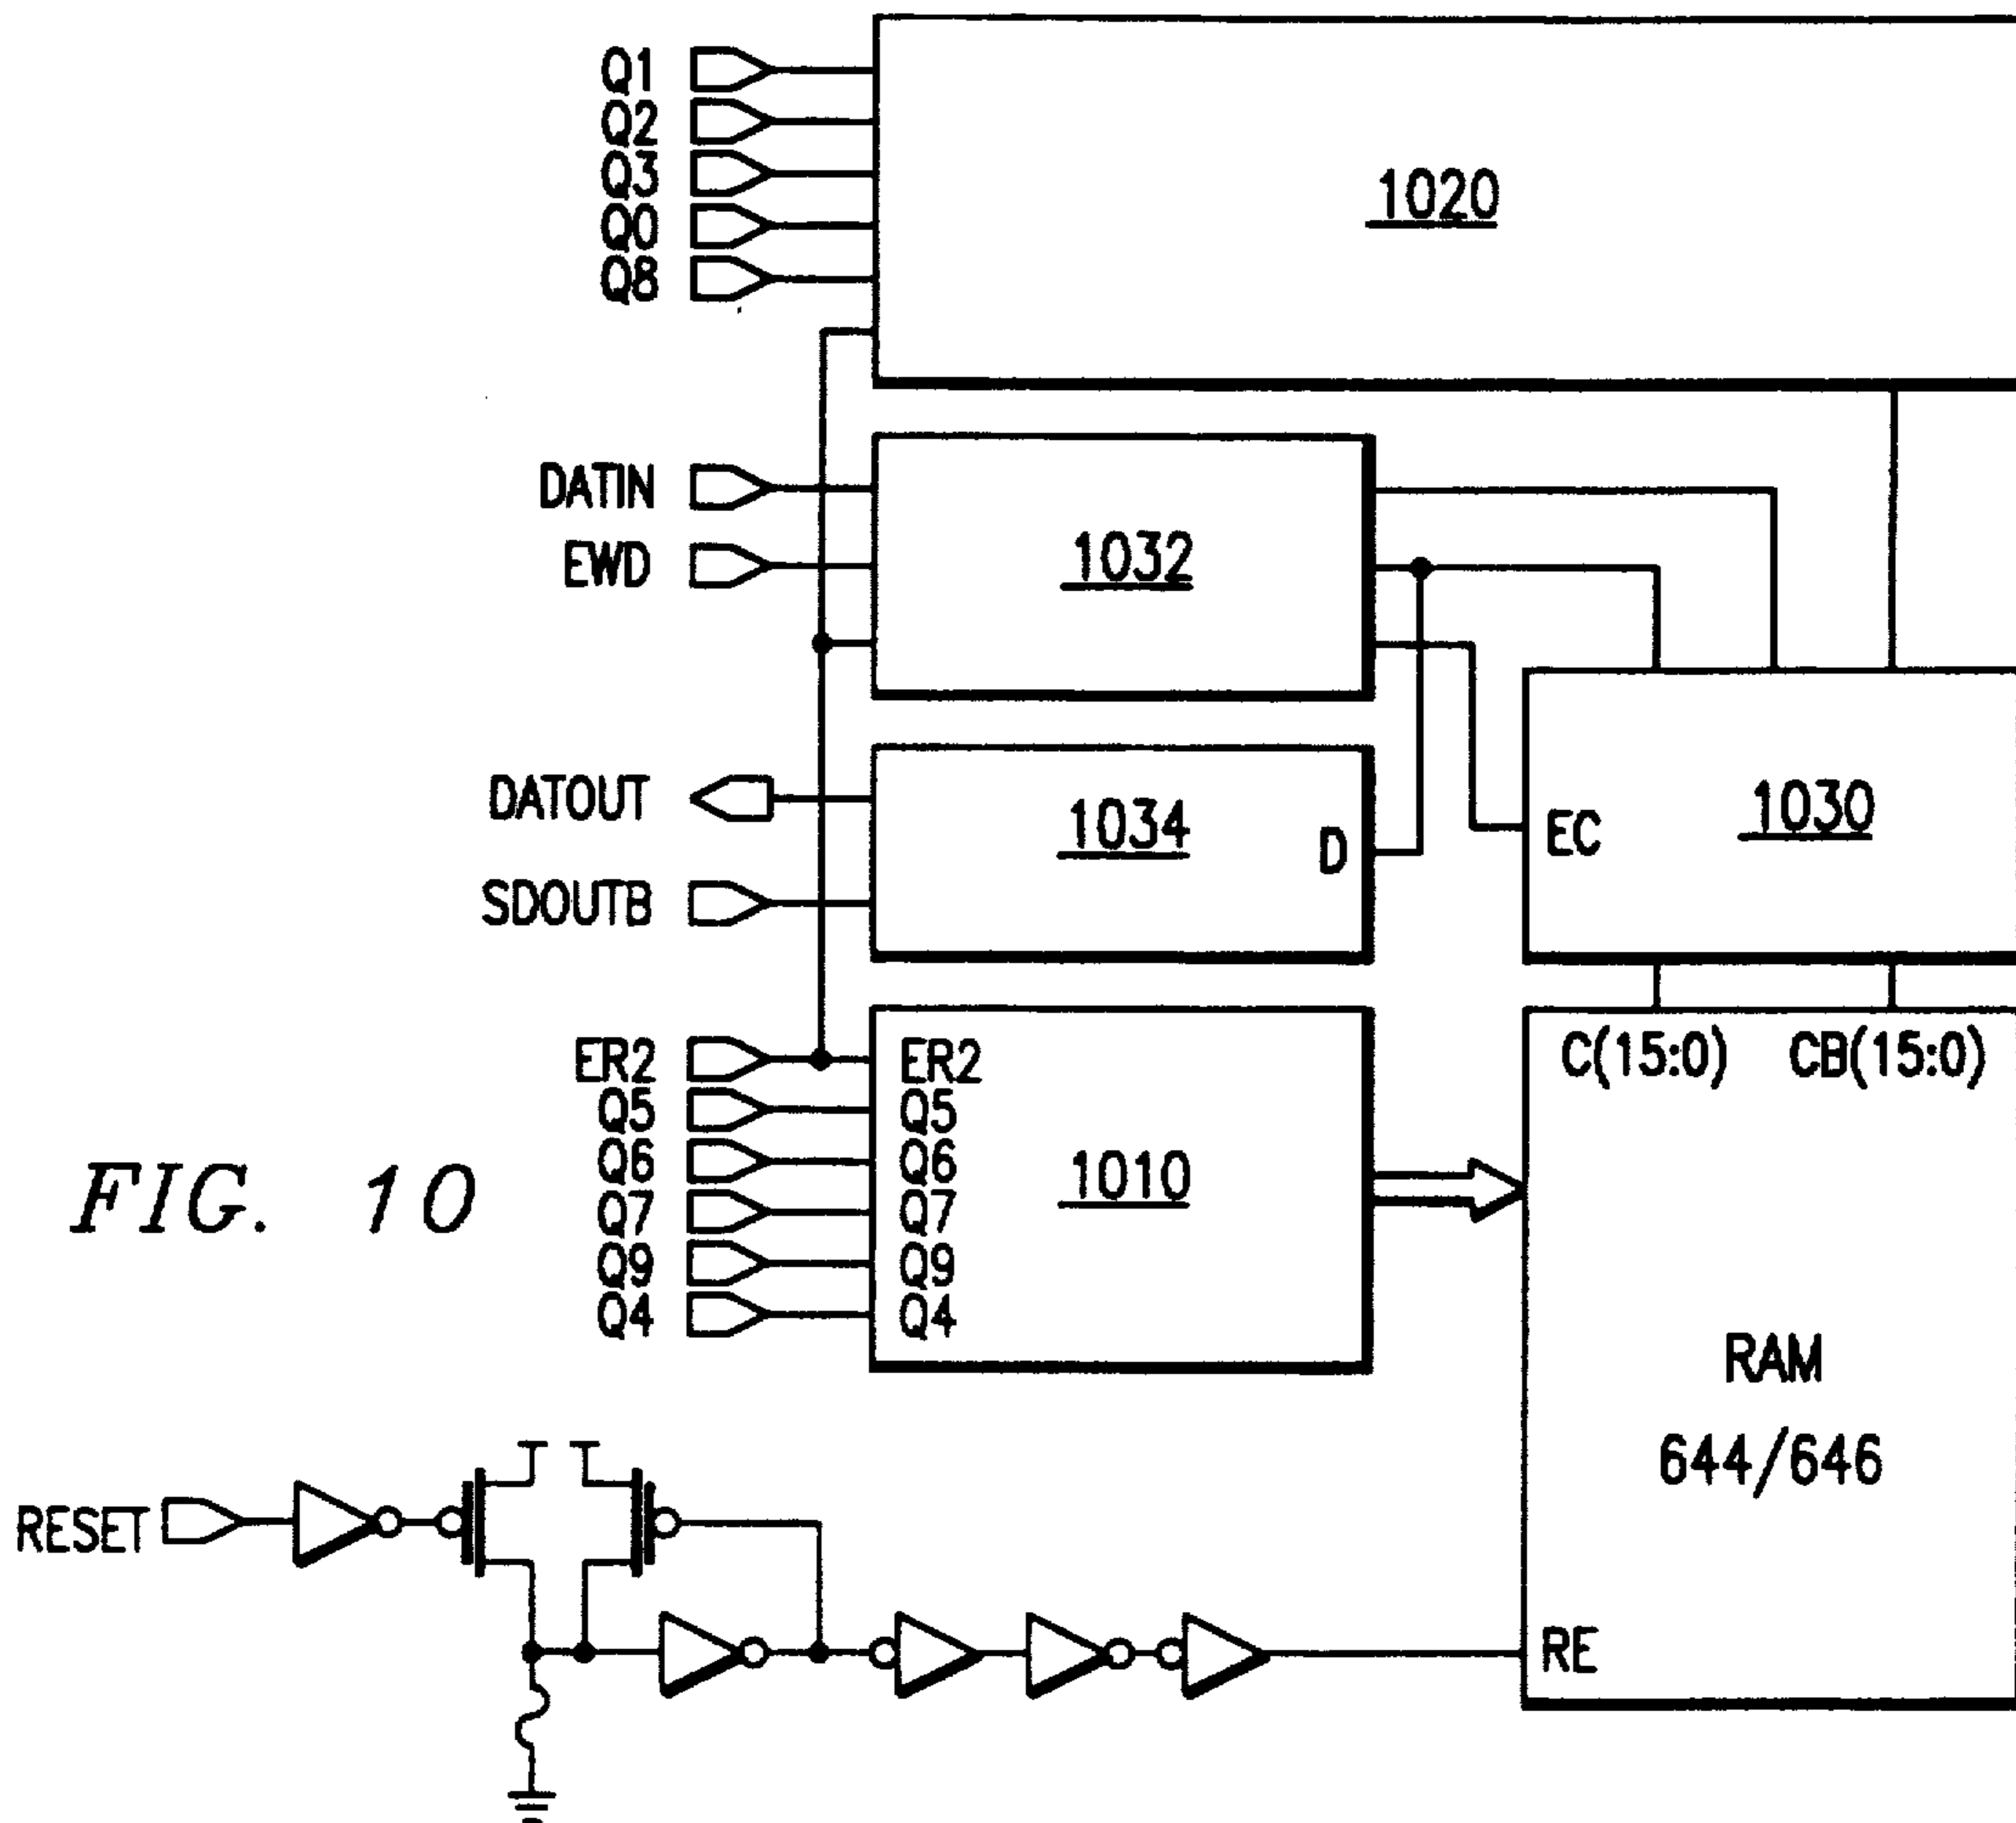 Q1
Q2
Q3
Q0
Q8
1020
DATIN
EWD
1032
DATOUT
SDOUTB
1034
D
EC
1030
ER2
Q5
Q6
Q7
Q9
Q4
ER2
Q5
Q6
Q7
Q9
Q4
1010
C(15:0) CB(15:0)
RAM
644/646
RE
FIG. 10
RESET